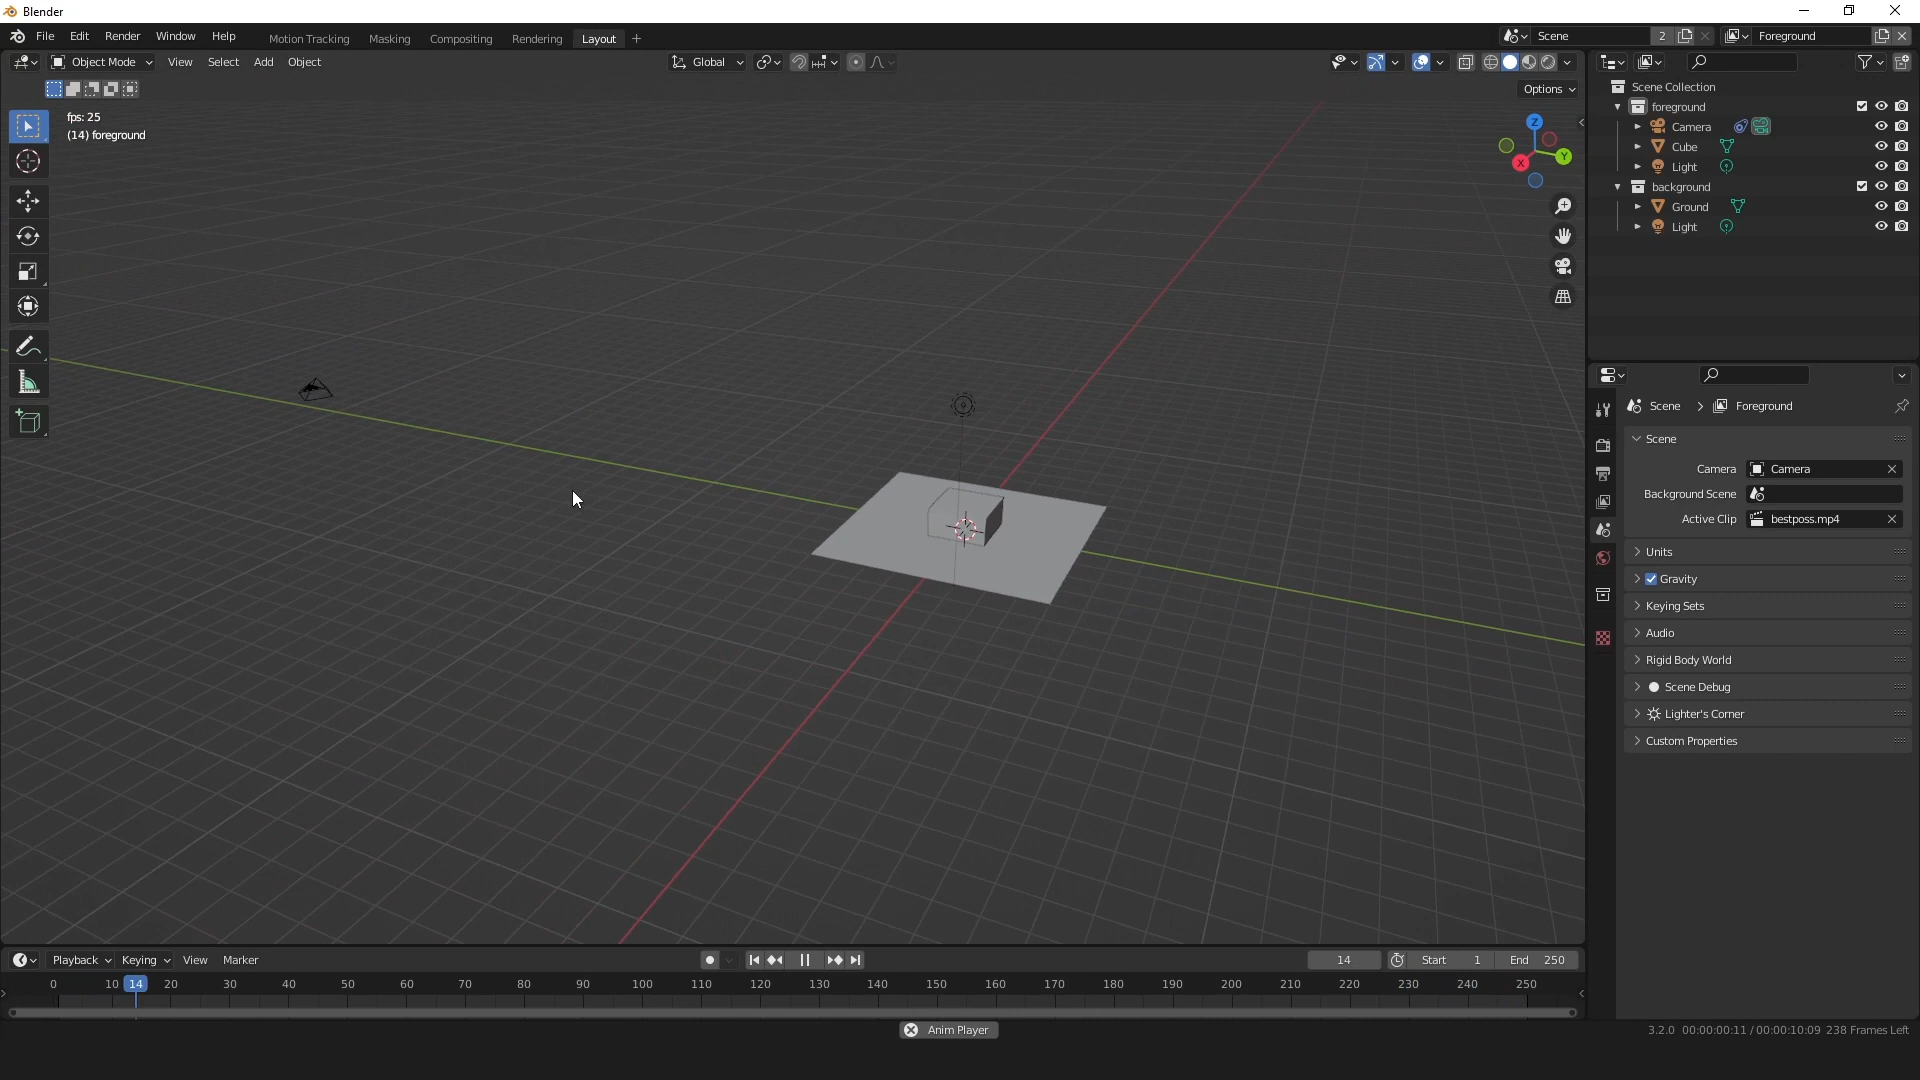 Blender
File Edit Render Window Help Motion Tracking Masking Compositing Rendering Layout + Scene 2 Foreground
Object Mode View Select Add Object Global
Options
fps: 25
(14) foreground
Z
Y
X
Scene Collection
foreground
Camera
Cube
Light
background
Ground
Light
Scene > Foreground
Scene
Camera Camera
Background Scene
Active Clip bestposs.mp4
Units
Gravity
Keying Sets
Audio
Rigid Body World
Scene Debug
Lighter's Corner
Custom Properties
Playback Keying View Marker 14 Start 1 End 250
0 10 14 20 30 40 50 60 70 80 90 100 110 120 130 140 150 160 170 180 190 200 210 220 230 240 250
Anim Player
3.2.0 00:00:00:11 / 00:00:10:09 238 Frames Left